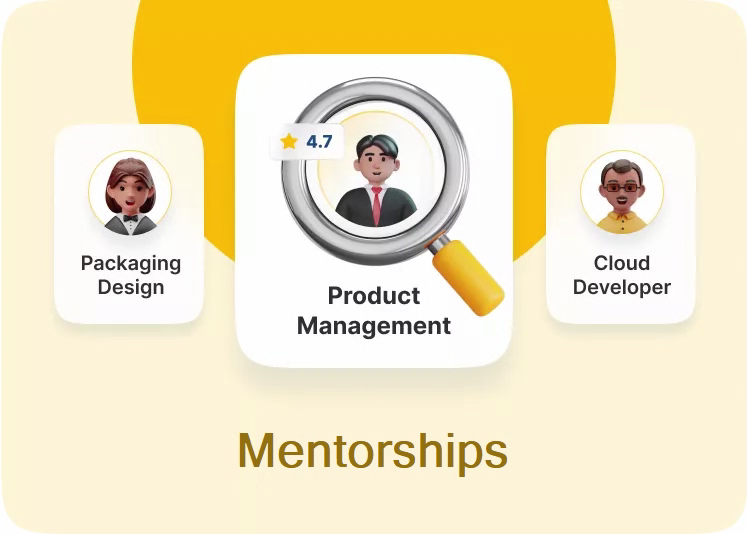 4.7
Packaging
Design
Product
Management
Cloud
Developer
Mentorships